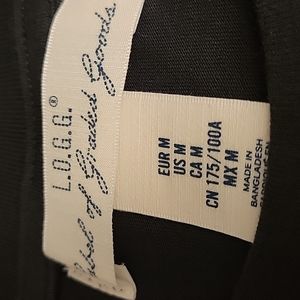 L.O.G.G.®
Label of Graded Goods
EUR M
US M
CA M
CN 175/100A
MX M
MADE IN
BANGLADESH